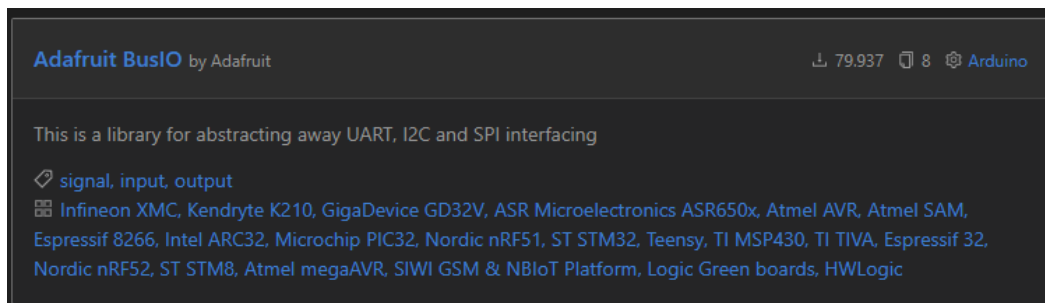 Adafruit BusIO by Adafruit 79.937 8 Arduino
This is a library for abstracting away UART, I2C and SPI interfacing
signal, input, output
Infineon XMC, Kendryte K210, GigaDevice GD32V, ASR Microelectronics ASR650x, Atmel AVR, Atmel SAM,
Espressif 8266, Intel ARC32, Microchip PIC32, Nordic nRF51, ST STM32, Teensy, TI MSP430, TI TIVA, Espressif 32,
Nordic nRF52, ST STM8, Atmel megaAVR, SIWI GSM & NBIoT Platform, Logic Green boards, HWLogic